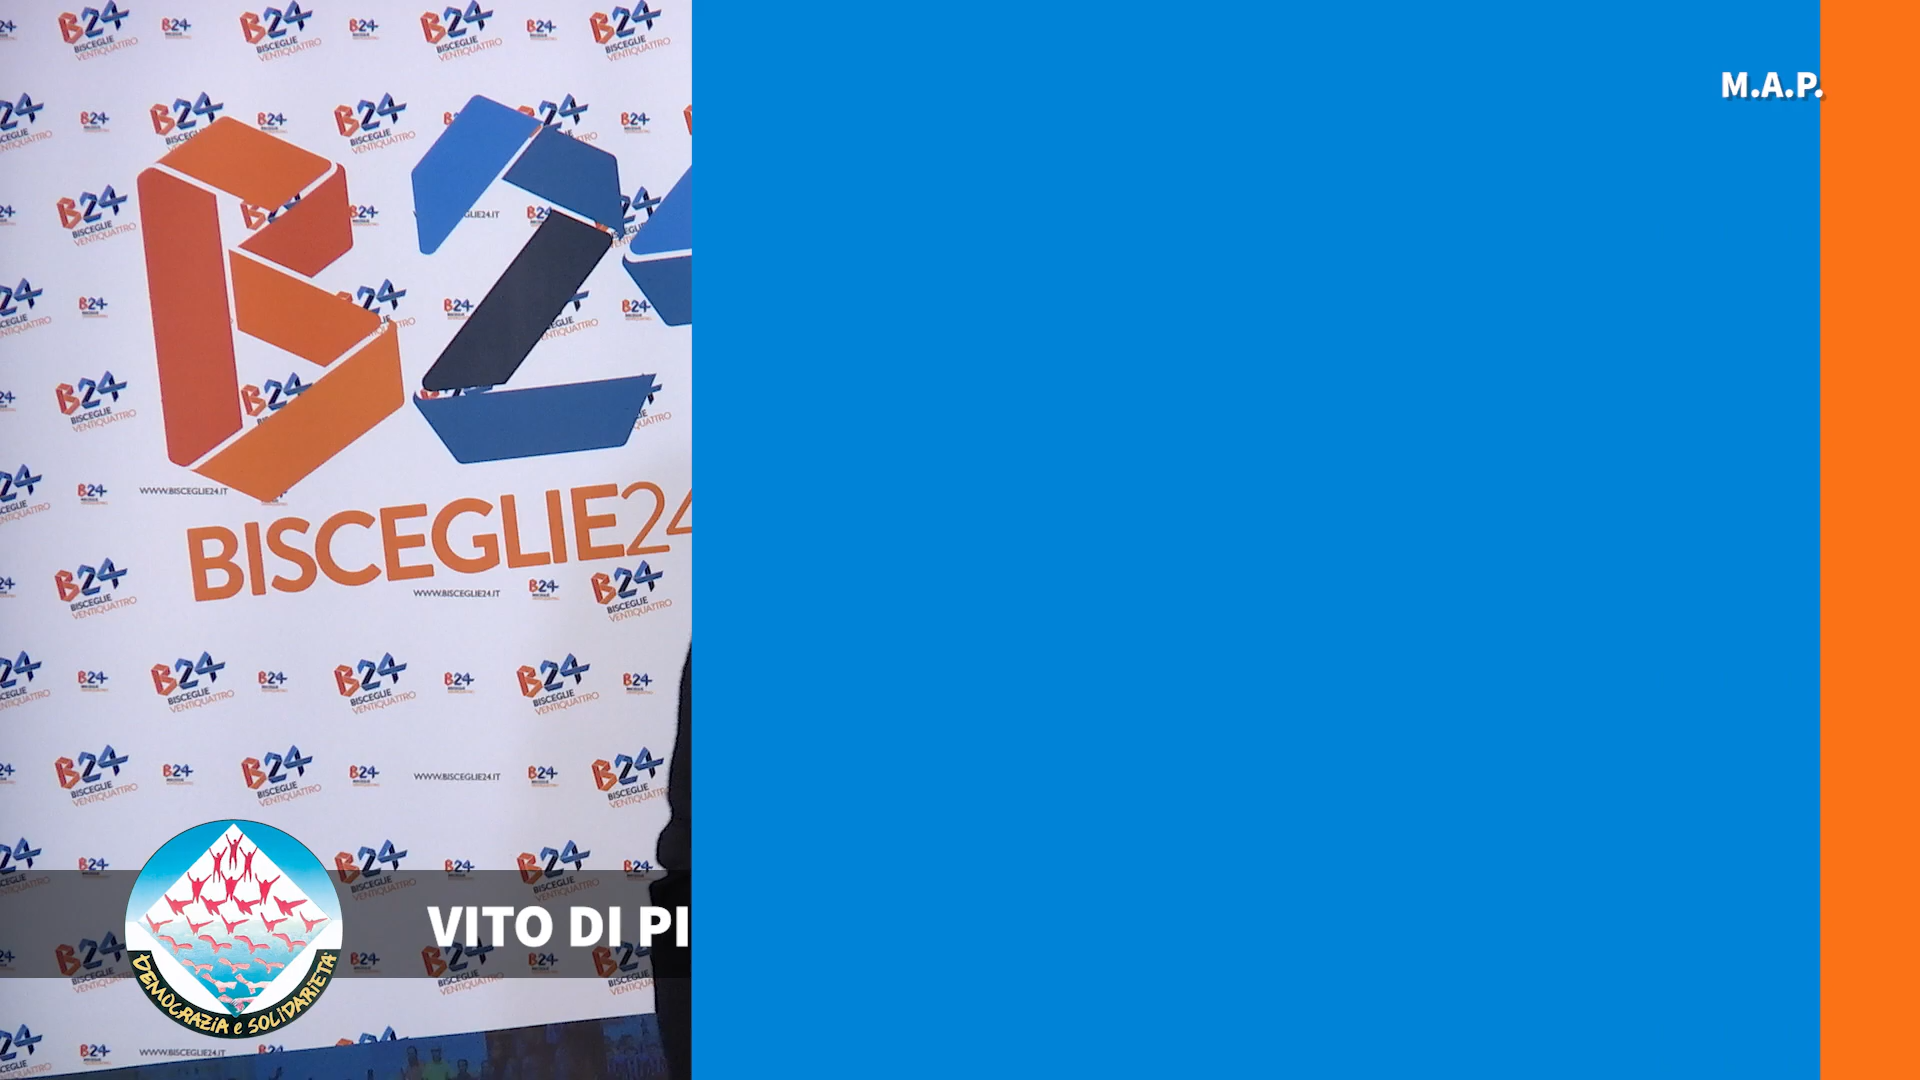 M.A.P.
B24
BISCEGLIE24
BISCEGLIE
VENTIQUATTRO
WWW.BISCEGLIE24.IT
VITO DI PI
DEMOCRAZIA e SOLIDARIETÀ